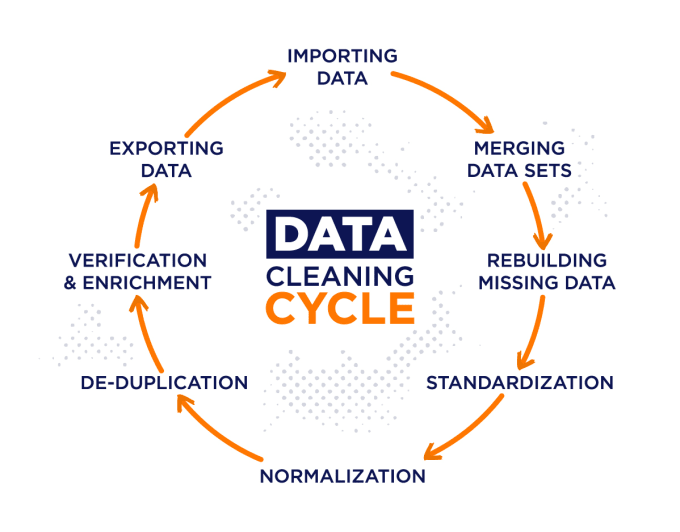 IMPORTING
DATA
MERGING
DATA SETS
REBUILDING
MISSING DATA
STANDARDIZATION
NORMALIZATION
DE-DUPLICATION
VERIFICATION
& ENRICHMENT
EXPORTING
DATA
DATA
CLEANING
CYCLE